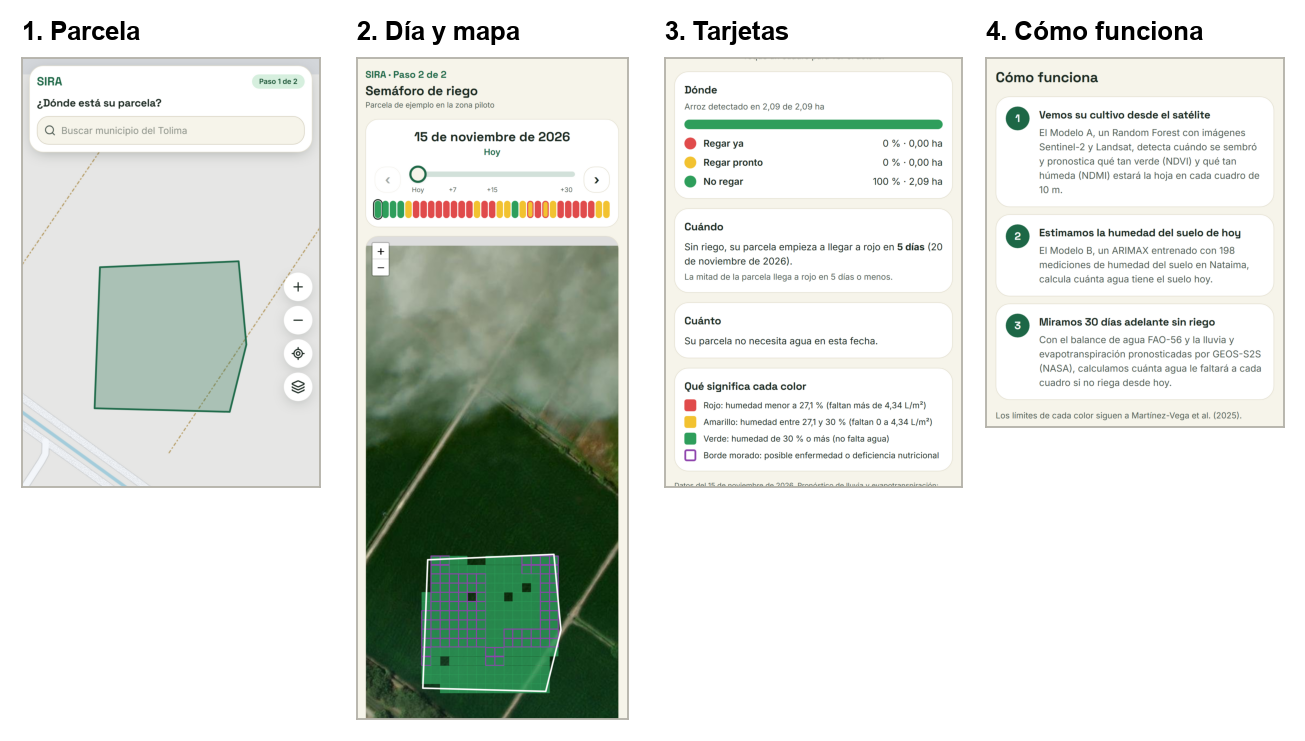 1. Parcela
SIRA
Paso 1 de 2
¿Dónde está su parcela?
Buscar municipio del Tolima
2. Día y mapa
SIRA · Paso 2 de 2
Semáforo de riego
Parcela de ejemplo en la zona piloto
15 de noviembre de 2026
Hoy
Hoy +7 +15 +30
+
−
3. Tarjetas
Dónde
Arroz detectado en 2,09 de 2,09 ha
Regar ya 0 % · 0,00 ha
Regar pronto 0 % · 0,00 ha
No regar 100 % · 2,09 ha
Cuándo
Sin riego, su parcela empieza a llegar a rojo en 5 días (20
de noviembre de 2026).
La mitad de la parcela llega a rojo en 5 días o menos.
Cuánto
Su parcela no necesita agua en esta fecha.
Qué significa cada color
Rojo: humedad menor a 27,1 % (faltan más de 4,34 L/m²)
Amarillo: humedad entre 27,1 y 30 % (faltan 0 a 4,34 L/m²)
Verde: humedad de 30 % o más (no falta agua)
Borde morado: posible enfermedad o deficiencia nutricional
Datos del 15 de noviembre de 2026. Pronóstico de lluvia y evapotranspiración:
4. Cómo funciona
Cómo funciona
1
Vemos su cultivo desde el satélite
El Modelo A, un Random Forest con imágenes
Sentinel-2 y Landsat, detecta cuándo se sembró
y pronostica qué tan verde (NDVI) y qué tan
húmeda (NDMI) estará la hoja en cada cuadro de
10 m.
2
Estimamos la humedad del suelo de hoy
El Modelo B, un ARIMAX entrenado con 198
mediciones de humedad del suelo en Nataima,
calcula cuánta agua tiene el suelo hoy.
3
Miramos 30 días adelante sin riego
Con el balance de agua FAO-56 y la lluvia y
evapotranspiración pronosticadas por GEOS-S2S
(NASA), calculamos cuánta agua le faltará a cada
cuadro si no riega desde hoy.
Los límites de cada color siguen a Martínez-Vega et al. (2025).